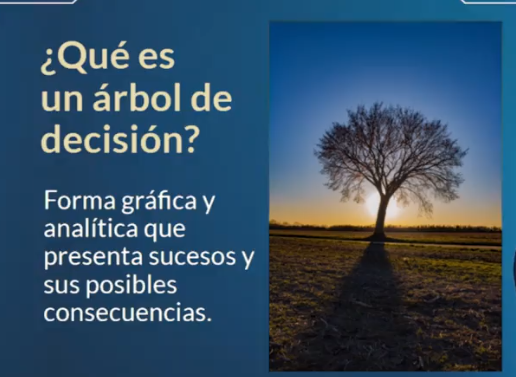 ¿Qué es
un árbol de
decisión?
Forma gráfica y
analítica que
presenta sucesos y
sus posibles
consecuencias.